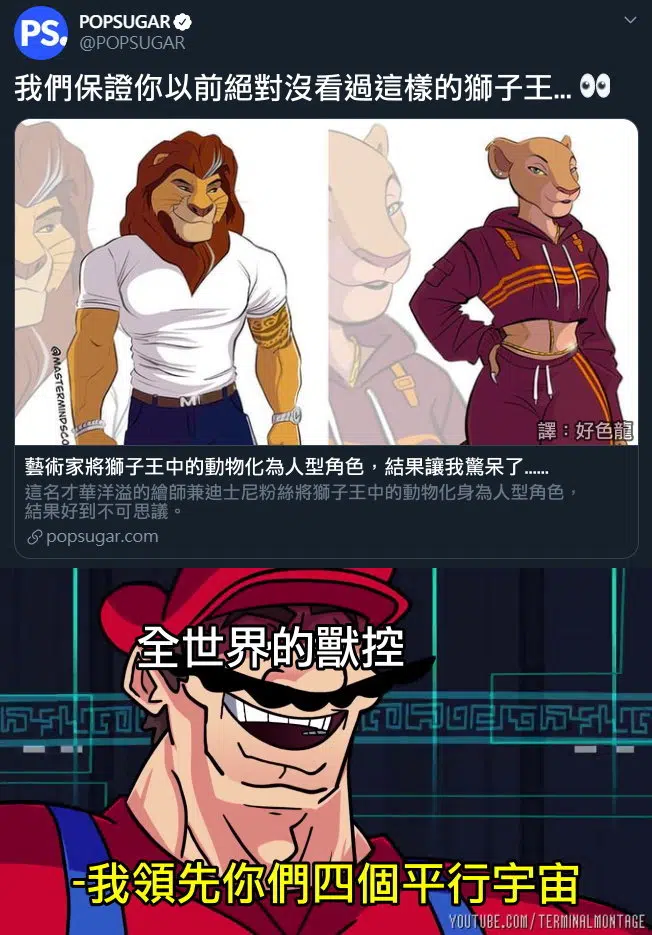 PS.
POPSUGAR
@POPSUGAR
我們保證你以前絕對沒看過這樣的獅子王... 👀
@MASTERMINDSCO
M
譯：好色龍
藝術家將獅子王中的動物化為人型角色，結果讓我驚呆了......
這名才華洋溢的繪師兼迪士尼粉絲將獅子王中的動物化身為人型角色，
結果好到不可思議。
popsugar.com
全世界的獸控
-我領先你們四個平行宇宙
YOUTUBE.COM/TERMINALMONTAGE